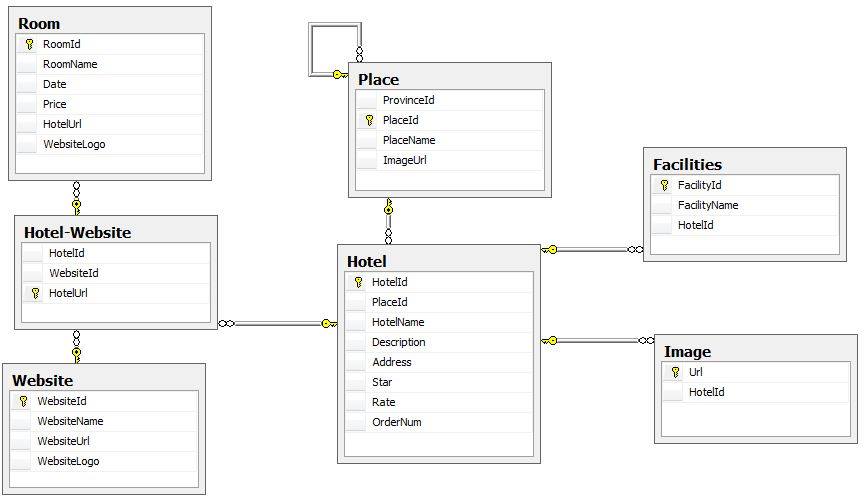 Room
RoomId
RoomName
Date
Price
HotelUrl
WebsiteLogo
Place
ProvinceId
PlaceId
PlaceName
ImageUrl
Facilities
FacilityId
FacilityName
HotelId
Hotel-Website
HotelId
WebsiteId
HotelUrl
Hotel
HotelId
PlaceId
HotelName
Description
Address
Star
Rate
OrderNum
Image
Url
HotelId
Website
WebsiteId
WebsiteName
WebsiteUrl
WebsiteLogo